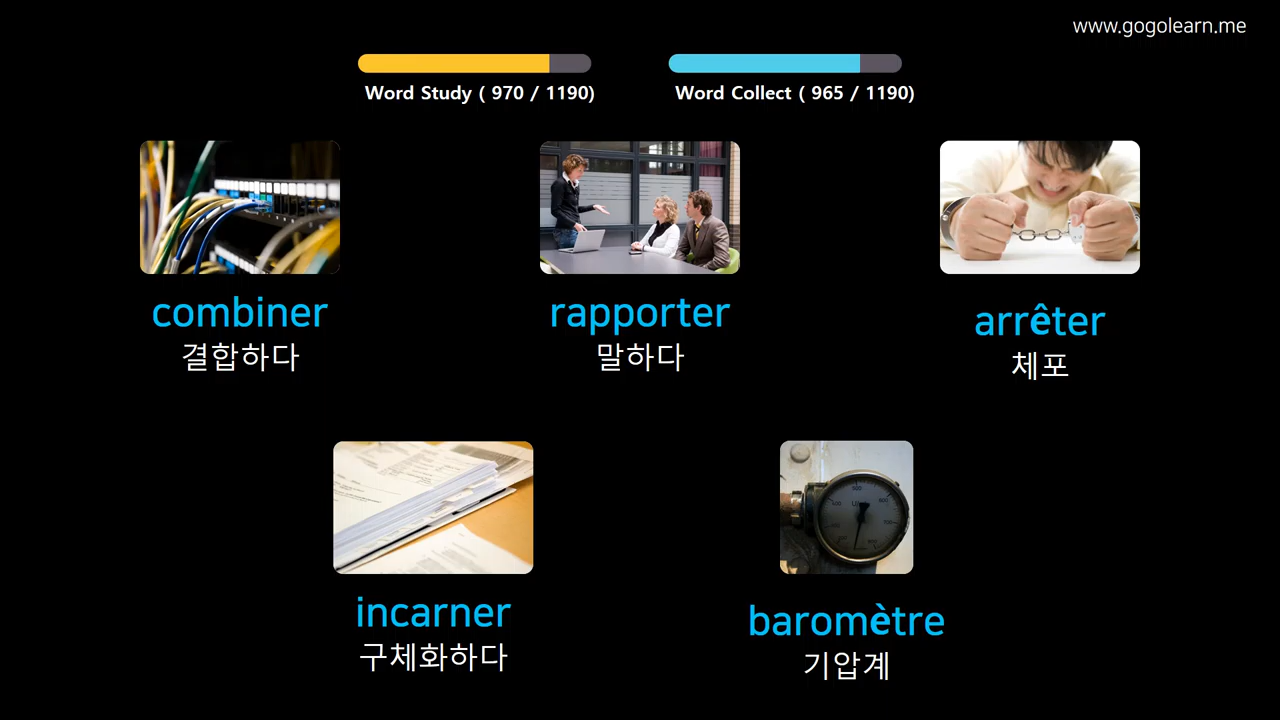 www.gogolearn.me
Word Study ( 970 / 1190)
Word Collect ( 965 / 1190)
combiner
결합하다
rapporter
말하다
arrêter
체포
incarner
구체화하다
baromètre
기압계